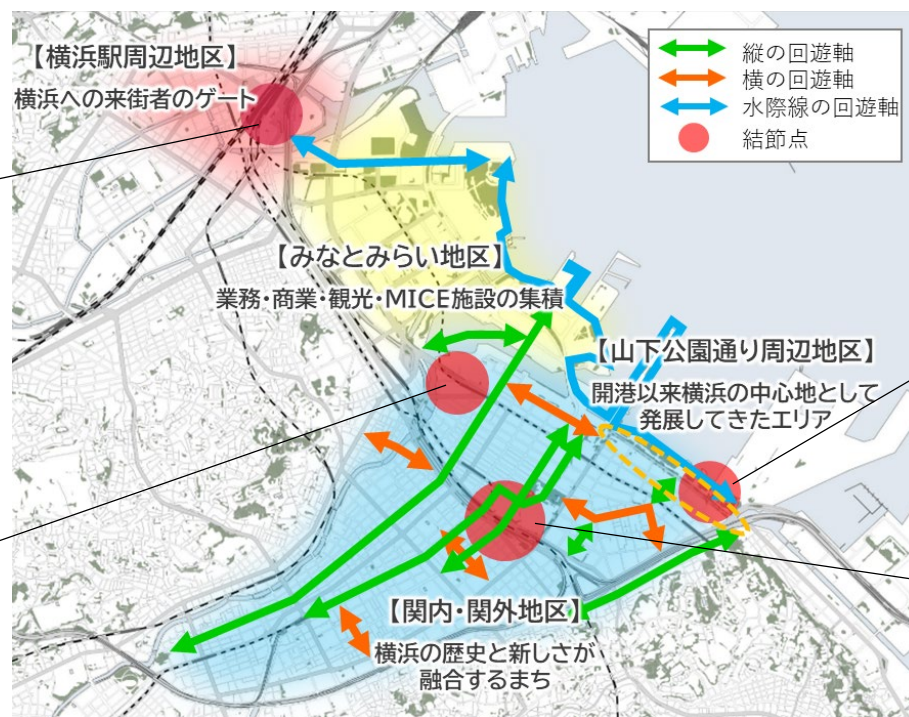 【横浜駅周辺地区】
横浜への来街者のゲート
縦の回遊軸
横の回遊軸
水際線の回遊軸
結節点
【みなとみらい地区】
業務・商業・観光・MICE施設の集積
【山下公園通り周辺地区】
開港以来横浜の中心地として
発展してきたエリア
【関内・関外地区】
横浜の歴史と新しさが
融合するまち